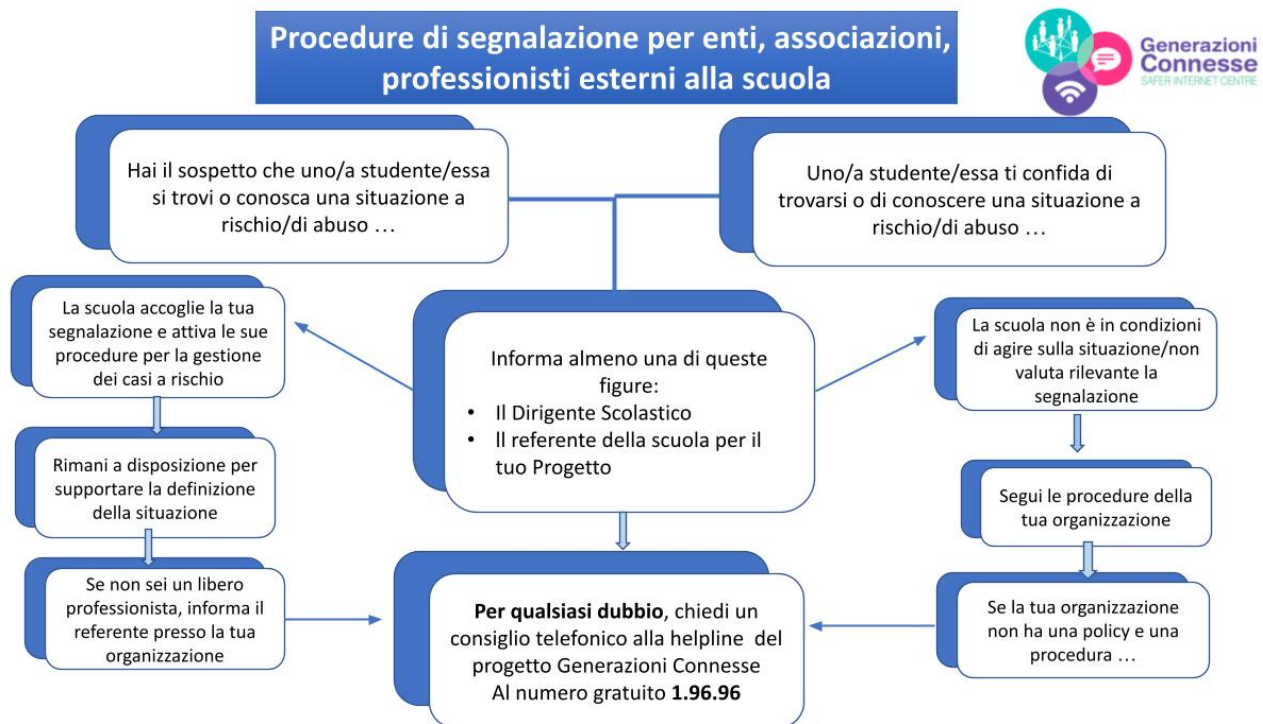 Procedure di segnalazione per enti, associazioni,
professionisti esterni alla scuola
Generazioni
Connesse
SAFER INTERNET CENTRE
Hai il sospetto che uno/a studente/essa
si trovi o conosca una situazione a
rischio/di abuso …
Uno/a studente/essa ti confida di
trovarsi o di conoscere una situazione a
rischio/di abuso …
La scuola accoglie la tua
segnalazione e attiva le sue
procedure per la gestione
dei casi a rischio
Informa almeno una di queste
figure:
• Il Dirigente Scolastico
• Il referente della scuola per il
tuo Progetto
La scuola non è in condizioni
di agire sulla situazione/non
valuta rilevante la
segnalazione
Rimani a disposizione per
supportare la definizione
della situazione
Segui le procedure della
tua organizzazione
Se non sei un libero
professionista, informa il
referente presso la tua
organizzazione
Per qualsiasi dubbio, chiedi un
consiglio telefonico alla helpline del
progetto Generazioni Connesse
Al numero gratuito 1.96.96
Se la tua organizzazione
non ha una policy e una
procedura …